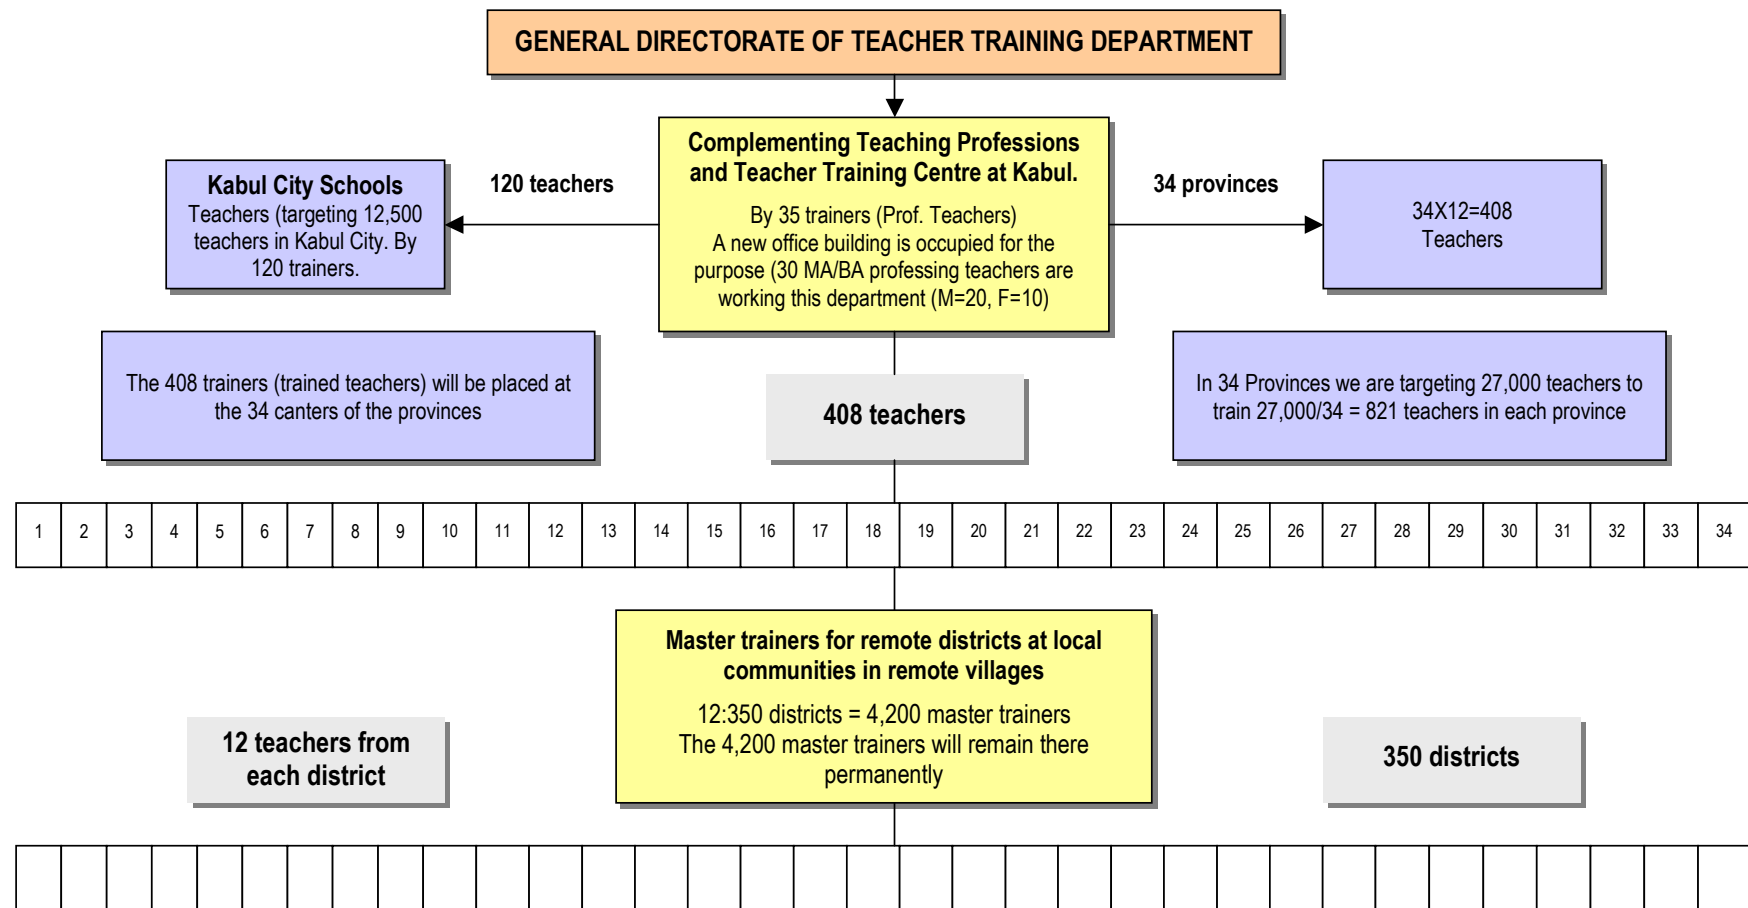 GENERAL DIRECTORATE OF TEACHER TRAINING DEPARTMENT
Complementing Teaching Professions
and Teacher Training Centre at Kabul.
By 35 trainers (Prof. Teachers)
A new office building is occupied for the
purpose (30 MA/BA professing teachers are
working this department (M=20, F=10)
Kabul City Schools
Teachers (targeting 12,500
teachers in Kabul City. By
120 trainers.
120 teachers
34 provinces
34X12=408
Teachers
The 408 trainers (trained teachers) will be placed at
the 34 canters of the provinces
408 teachers
In 34 Provinces we are targeting 27,000 teachers to
train 27,000/34 = 821 teachers in each province
1 2 3 4 5 6 7 8 9 10 11 12 13 14 15 16 17 18 19 20 21 22 23 24 25 26 27 28 29 30 31 32 33 34
Master trainers for remote districts at local
communities in remote villages
12:350 districts = 4,200 master trainers
The 4,200 master trainers will remain there
permanently
12 teachers from
each district
350 districts